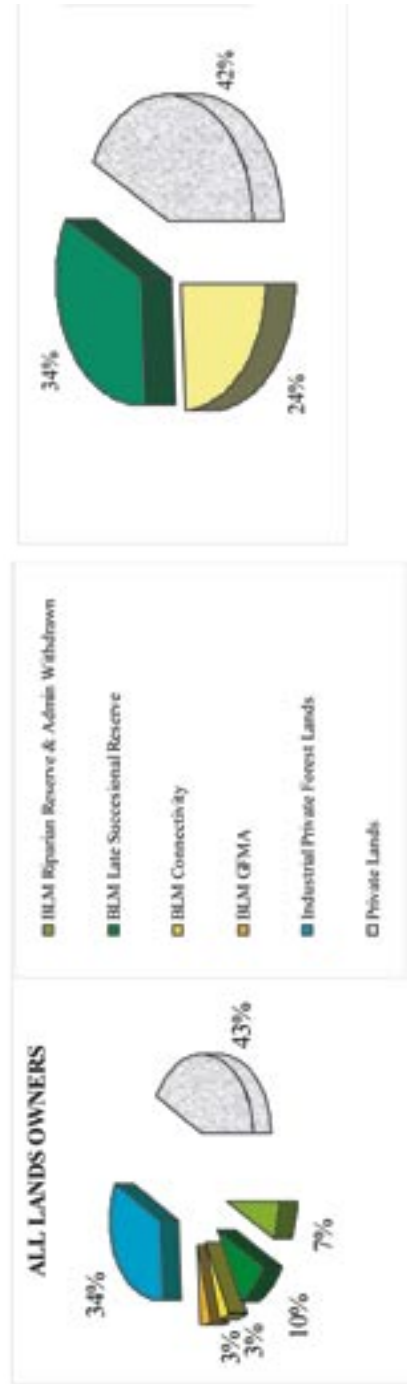 ALL LANDS OWNERS
34%
43%
3%
3%
10%
7%
BLM Riparian Reserve & Admin Withdrawn
BLM Late Succesional Reserve
BLM Connectivity
BLM GFMA
Industrial Private Forest Lands
Private Lands
34%
42%
24%